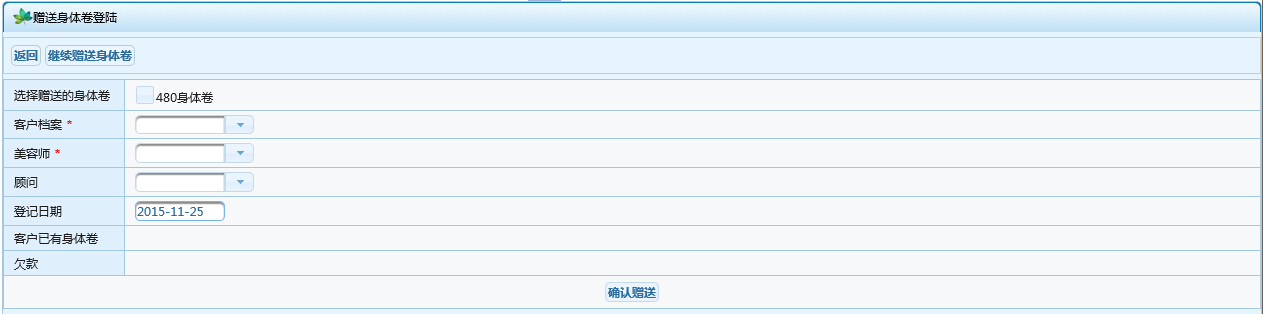 赠送身体卷登陆
返回 继续赠送身体卷
选择赠送的身体卷 480身体卷
客户档案 *
美容师 *
顾问
登记日期 2015-11-25
客户已有身体卷
欠款
确认赠送